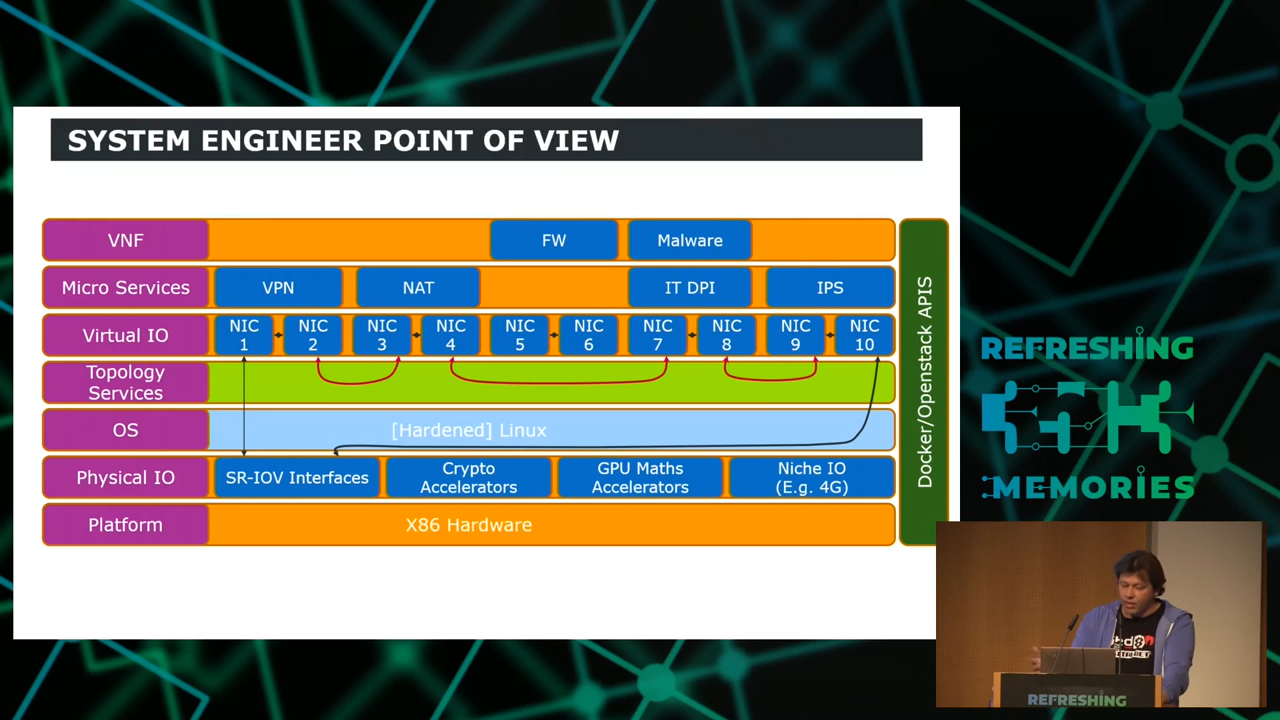 SYSTEM ENGINEER POINT OF VIEW
VNF
FW
Malware
Micro Services
VPN
NAT
IT DPI
IPS
Virtual IO
NIC
1
NIC
2
NIC
3
NIC
4
NIC
5
NIC
6
NIC
7
NIC
8
NIC
9
NIC
10
Topology
Services
OS
[Hardened] Linux
Physical IO
SR-IOV Interfaces
Crypto
Accelerators
GPU Maths
Accelerators
Niche IO
(E.g. 4G)
Platform
X86 Hardware
Docker/Openstack APIS
REFRESHING
MEMORIES
REFRESHING